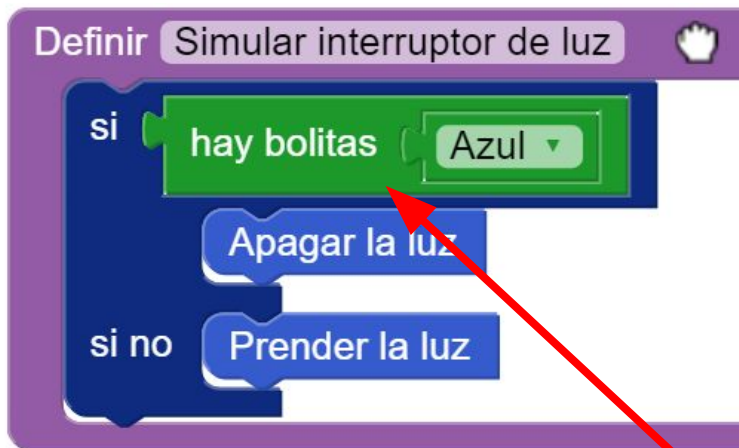 Definir Simular interruptor de luz
si hay bolitas Azul
Apagar la luz
si no Prender la luz